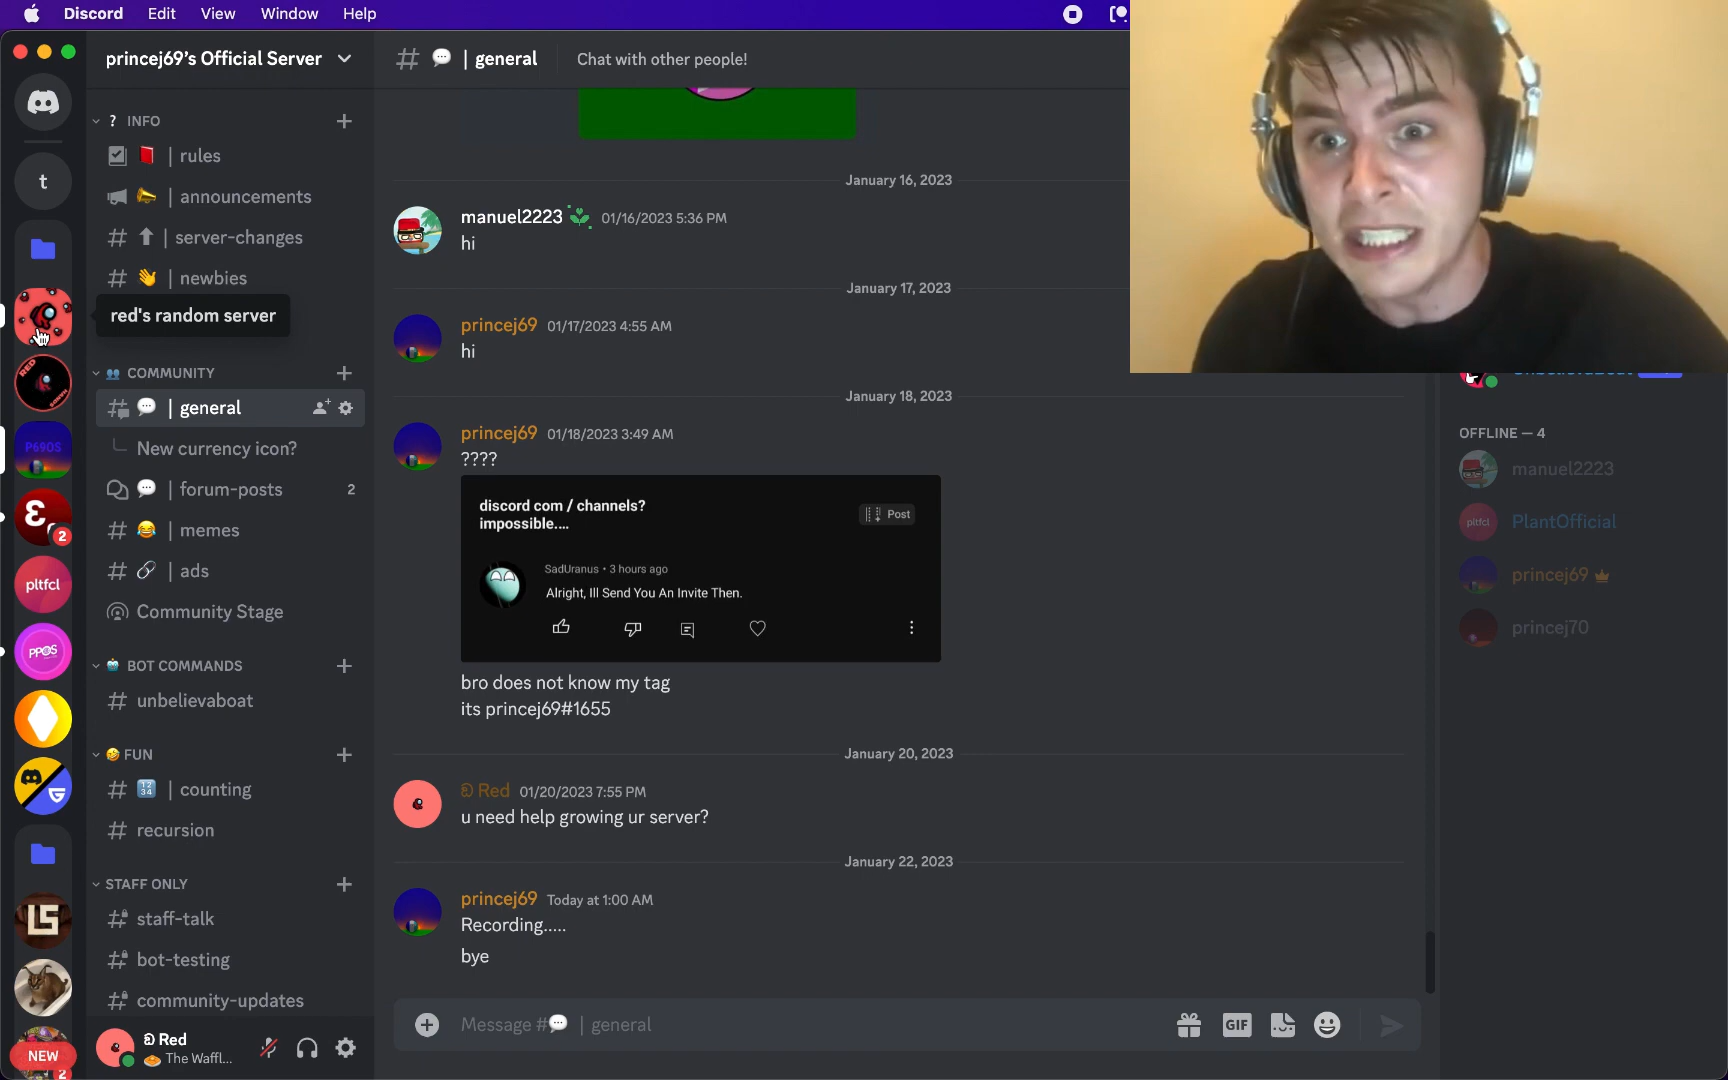 Discord Edit View Window Help
princej69's Official Server
# 💬 | general Chat with other people!
? INFO
| rules
| announcements
| server-changes
| newbies
red's random server
COMMUNITY
| general
New currency icon?
| forum-posts 2
| memes
| ads
Community Stage
BOT COMMANDS
unbelievaboat
FUN
| counting
recursion
STAFF ONLY
staff-talk
bot-testing
community-updates
Red
The Waffl...
t
RED
P69OS
2
pltfcl
PPOS
LS
NEW
2
January 16, 2023
manuel2223 01/16/2023 5:36 PM
hi
January 17, 2023
princej69 01/17/2023 4:55 AM
hi
January 18, 2023
princej69 01/18/2023 3:49 AM
????
discord com / channels?
impossible....
Post
SadUranus • 3 hours ago
Alright, Ill Send You An Invite Then.
bro does not know my tag
its princej69#1655
January 20, 2023
Red 01/20/2023 7:55 PM
u need help growing ur server?
January 22, 2023
princej69 Today at 1:00 AM
Recording.....
bye
Message #💬 | general
GIF
OFFLINE — 4
manuel2223
pltfcl PlantOfficial
princej69
princej70